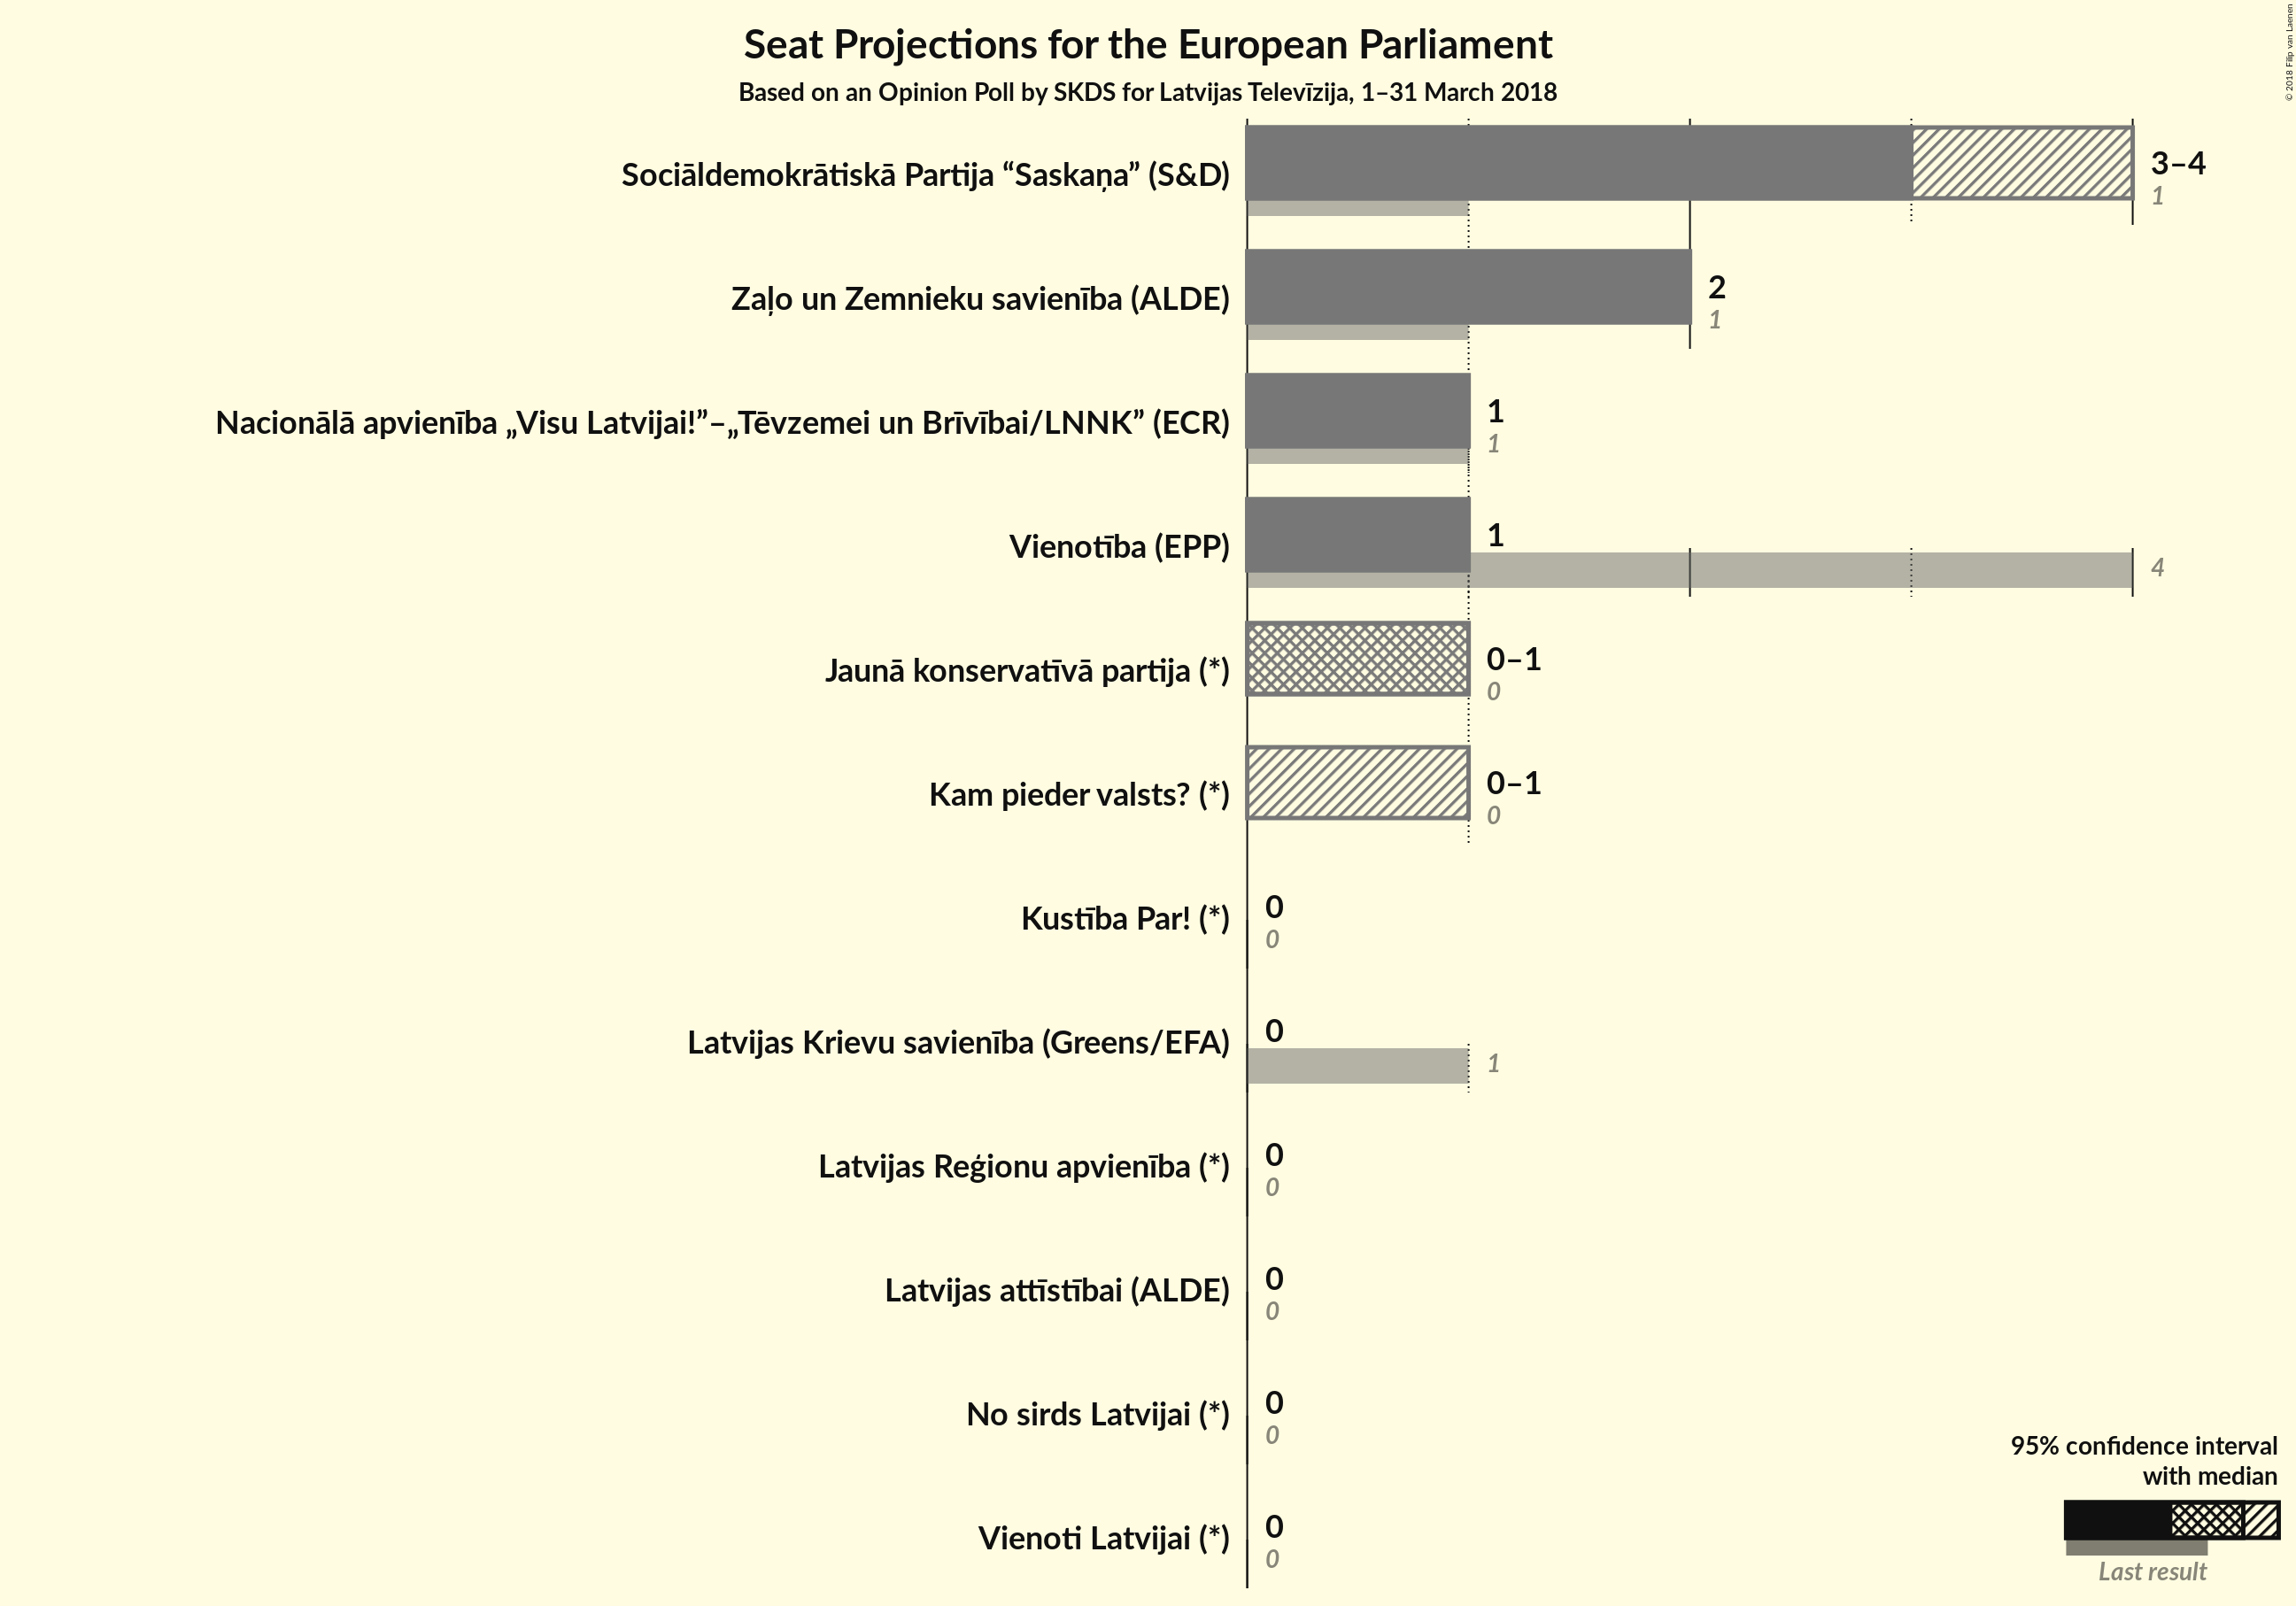 Seat Projections for the European Parliament
Based on an Opinion Poll by SKDS for Latvijas Televīzija, 1–31 March 2018
© 2018 Filip van Laenen
Sociāldemokrātiskā Partija “Saskaņa” (S&D)
3–4
1
Zaļo un Zemnieku savienība (ALDE)
2
1
Nacionālā apvienība „Visu Latvijai!”–„Tēvzemei un Brīvībai/LNNK” (ECR)
1
1
Vienotība (EPP)
1
4
Jaunā konservatīvā partija (*)
0–1
0
Kam pieder valsts? (*)
0–1
0
Kustība Par! (*)
0
0
Latvijas Krievu savienība (Greens/EFA)
0
1
Latvijas Reģionu apvienība (*)
0
0
Latvijas attīstībai (ALDE)
0
0
No sirds Latvijai (*)
0
0
Vienoti Latvijai (*)
0
0
95% confidence interval
with median
Last result